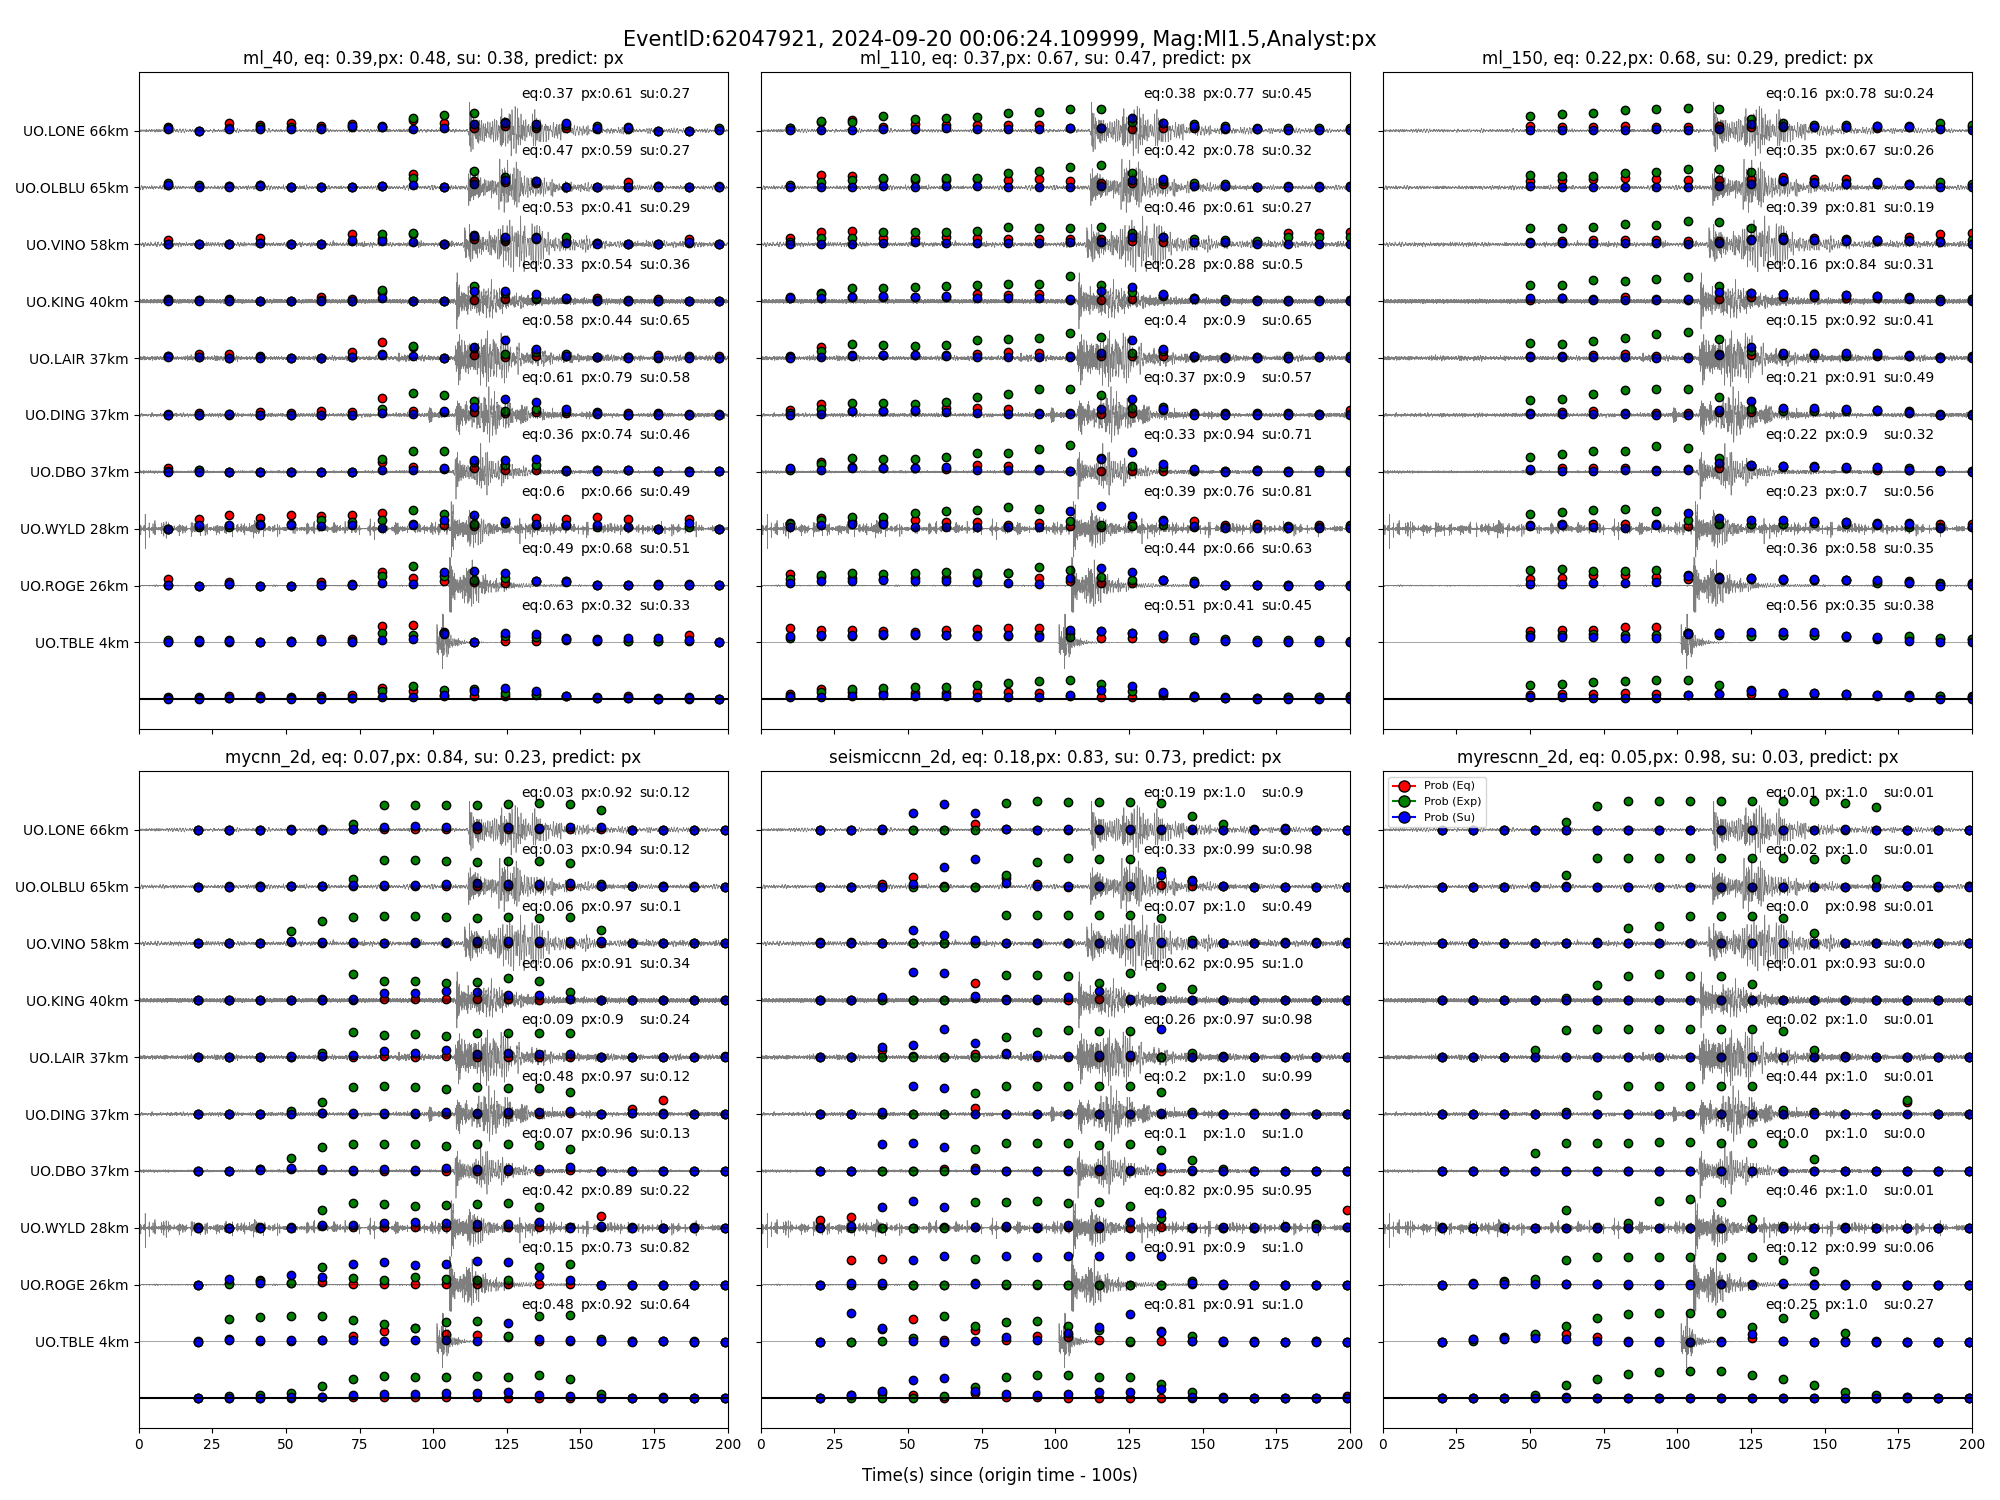 EventID:62047921, 2024-09-20 00:06:24.109999, Mag:Ml1.5,Analyst:px
ml_40, eq: 0.39,px: 0.48, su: 0.38, predict: px
eq:0.37 px:0.61 su:0.27
UO.LONE 66km
eq:0.47 px:0.59 su:0.27
UO.OLBLU 65km
eq:0.53 px:0.41 su:0.29
UO.VINO 58km
eq:0.33 px:0.54 su:0.36
UO.KING 40km
eq:0.58 px:0.44 su:0.65
UO.LAIR 37km
eq:0.61 px:0.79 su:0.58
UO.DING 37km
eq:0.36 px:0.74 su:0.46
UO.DBO 37km
eq:0.6 px:0.66 su:0.49
UO.WYLD 28km
eq:0.49 px:0.68 su:0.51
UO.ROGE 26km
eq:0.63 px:0.32 su:0.33
UO.TBLE 4km
ml_110, eq: 0.37,px: 0.67, su: 0.47, predict: px
eq:0.38 px:0.77 su:0.45
eq:0.42 px:0.78 su:0.32
eq:0.46 px:0.61 su:0.27
eq:0.28 px:0.88 su:0.5
eq:0.4 px:0.9 su:0.65
eq:0.37 px:0.9 su:0.57
eq:0.33 px:0.94 su:0.71
eq:0.39 px:0.76 su:0.81
eq:0.44 px:0.66 su:0.63
eq:0.51 px:0.41 su:0.45
ml_150, eq: 0.22,px: 0.68, su: 0.29, predict: px
eq:0.16 px:0.78 su:0.24
eq:0.35 px:0.67 su:0.26
eq:0.39 px:0.81 su:0.19
eq:0.16 px:0.84 su:0.31
eq:0.15 px:0.92 su:0.41
eq:0.21 px:0.91 su:0.49
eq:0.22 px:0.9 su:0.32
eq:0.23 px:0.7 su:0.56
eq:0.36 px:0.58 su:0.35
eq:0.56 px:0.35 su:0.38
mycnn_2d, eq: 0.07,px: 0.84, su: 0.23, predict: px
eq:0.03 px:0.92 su:0.12
UO.LONE 66km
eq:0.03 px:0.94 su:0.12
UO.OLBLU 65km
eq:0.06 px:0.97 su:0.1
UO.VINO 58km
eq:0.06 px:0.91 su:0.34
UO.KING 40km
eq:0.09 px:0.9 su:0.24
UO.LAIR 37km
eq:0.48 px:0.97 su:0.12
UO.DING 37km
eq:0.07 px:0.96 su:0.13
UO.DBO 37km
eq:0.42 px:0.89 su:0.22
UO.WYLD 28km
eq:0.15 px:0.73 su:0.82
UO.ROGE 26km
eq:0.48 px:0.92 su:0.64
UO.TBLE 4km
0 25 50 75 100 125 150 175 200
seismiccnn_2d, eq: 0.18,px: 0.83, su: 0.73, predict: px
eq:0.19 px:1.0 su:0.9
eq:0.33 px:0.99 su:0.98
eq:0.07 px:1.0 su:0.49
eq:0.62 px:0.95 su:1.0
eq:0.26 px:0.97 su:0.98
eq:0.2 px:1.0 su:0.99
eq:0.1 px:1.0 su:1.0
eq:0.82 px:0.95 su:0.95
eq:0.91 px:0.9 su:1.0
eq:0.81 px:0.91 su:1.0
0 25 50 75 100 125 150 175 200
myrescnn_2d, eq: 0.05,px: 0.98, su: 0.03, predict: px
Prob (Eq)
Prob (Exp)
Prob (Su)
eq:0.01 px:1.0 su:0.01
eq:0.02 px:1.0 su:0.01
eq:0.0 px:0.98 su:0.01
eq:0.01 px:0.93 su:0.0
eq:0.02 px:1.0 su:0.01
eq:0.44 px:1.0 su:0.01
eq:0.0 px:1.0 su:0.0
eq:0.46 px:1.0 su:0.01
eq:0.12 px:0.99 su:0.06
eq:0.25 px:1.0 su:0.27
0 25 50 75 100 125 150 175 200
Time(s) since (origin time - 100s)